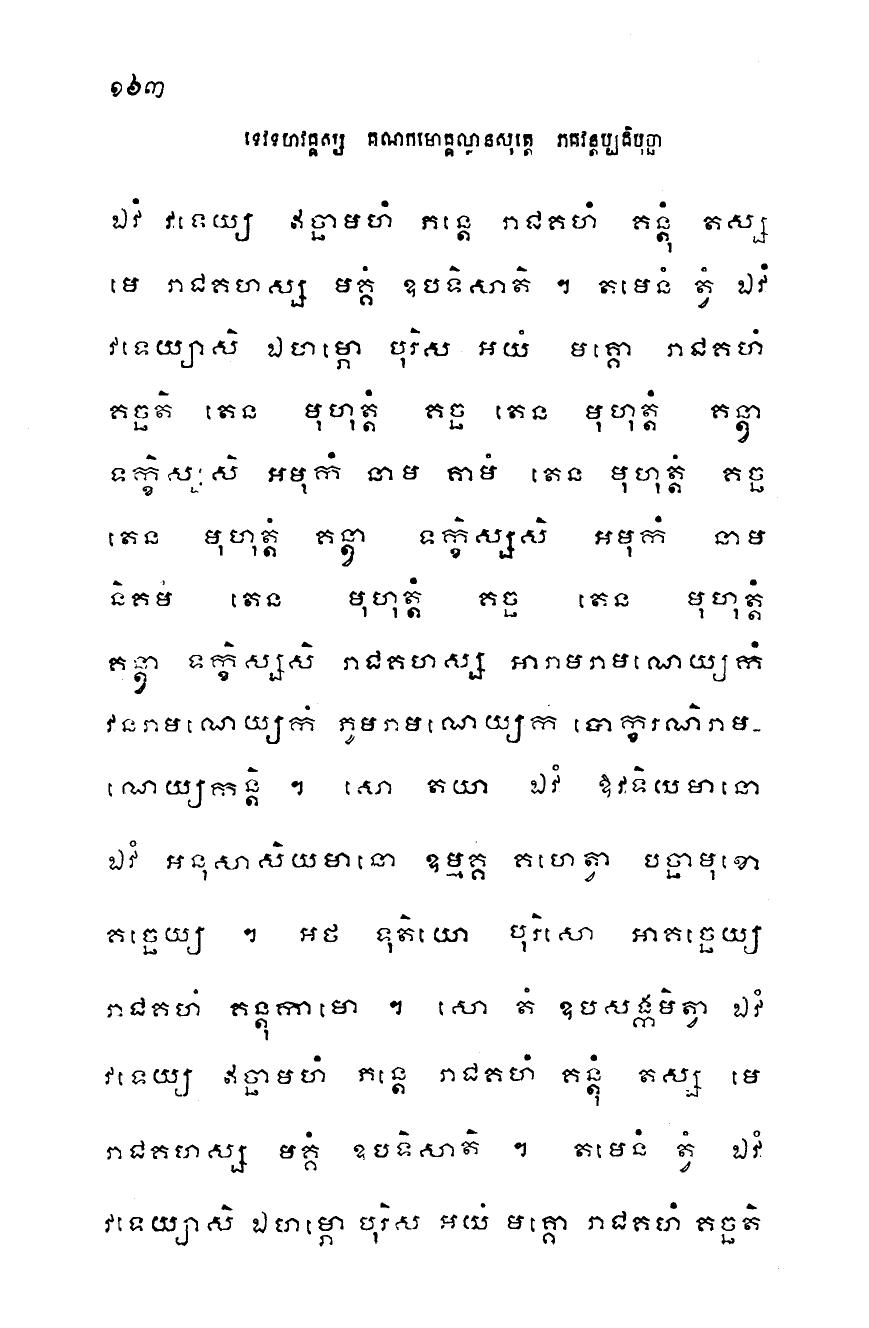 ១៦៣
ទេវទហវគ្គស្ស គណកមោគ្គល្លានសុត្តេ ភគវន្តប្បដិបុច្ឆា
ឯវំ វទេយ្យ ឥច្ឆាមហំ ភន្តេ រាជគហំ គន្តុំ តស្ស
មេ រាជគហស្ស មគ្គំ ឧបទិសាតិ ។ តមេនំ ត្វំ ឯវំ
វទេយ្យាសិ ឯហម្ភោ បុរិស អយំ មគ្គោ រាជគហំ
គច្ឆតិ តេន មុហុត្តំ គច្ឆ តេន មុហុត្តំ គន្ត្វា
ទក្ខិស្សសិ អមុកំ នាម គាមំ តេន មុហុត្តំ គច្ឆ
តេន មុហុត្តំ គន្ត្វា ទក្ខិស្សសិ អមុកំ នាម
និគមំ តេន មុហុត្តំ គច្ឆ តេន មុហុត្តំ
គន្ត្វា ទក្ខិស្សសិ រាជគហស្ស អារាមរាមណេយ្យកំ
វនរាមណេយ្យកំ ភូមរាមណេយ្យកំ បោក្ខរណិរាម-
ណេយ្យកន្តិ ។ សោ តយា ឯវំ ឱវទិយមានោ
ឯវំ អនុសាសិយមានោ ឧម្មគ្គំ គហេត្វា បច្ឆាមុខោ
គច្ឆេយ្យ ។ អថ ទុតិយោ បុរិសោ អាគច្ឆេយ្យ
រាជគហំ គន្តុកាមោ ។ សោ តំ ឧបសង្កមិត្វា ឯវំ
វទេយ្យ ឥច្ឆាមហំ ភន្តេ រាជគហំ គន្តុំ តស្ស មេ
រាជគហស្ស មគ្គំ ឧបទិសាតិ ។ តមេនំ ត្វំ ឯវំ
វទេយ្យាសិ ឯហម្ភោ បុរិស អយំ មគ្គោ រាជគហំ គច្ឆតិ